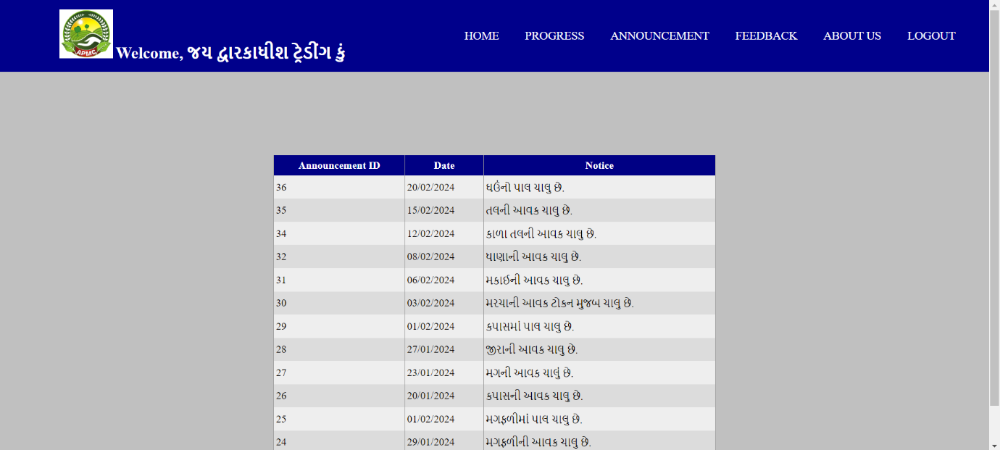 APMC
Welcome, જય દ્વારકાધીશ ટ્રેડીંગ કું
HOME PROGRESS ANNOUNCEMENT FEEDBACK ABOUT US LOGOUT
Announcement ID Date Notice
36 20/02/2024 ઘઉંનો પાલ ચાલુ છે.
35 15/02/2024 તલની આવક ચાલુ છે.
34 12/02/2024 કાળા તલની આવક ચાલુ છે.
32 08/02/2024 ધાણાની આવક ચાલુ છે.
31 06/02/2024 મકાઈની આવક ચાલુ છે.
30 03/02/2024 મરચાની આવક ટોકન મુજબ ચાલુ છે.
29 01/02/2024 કપાસમાં પાલ ચાલુ છે.
28 27/01/2024 જીરાની આવક ચાલુ છે.
27 23/01/2024 મગની આવક ચાલું છે.
26 20/01/2024 કપાસની આવક ચાલુ છે.
25 01/02/2024 મગફળીમાં પાલ ચાલુ છે.
24 29/01/2024 મગફળીની આવક ચાલુ છે.